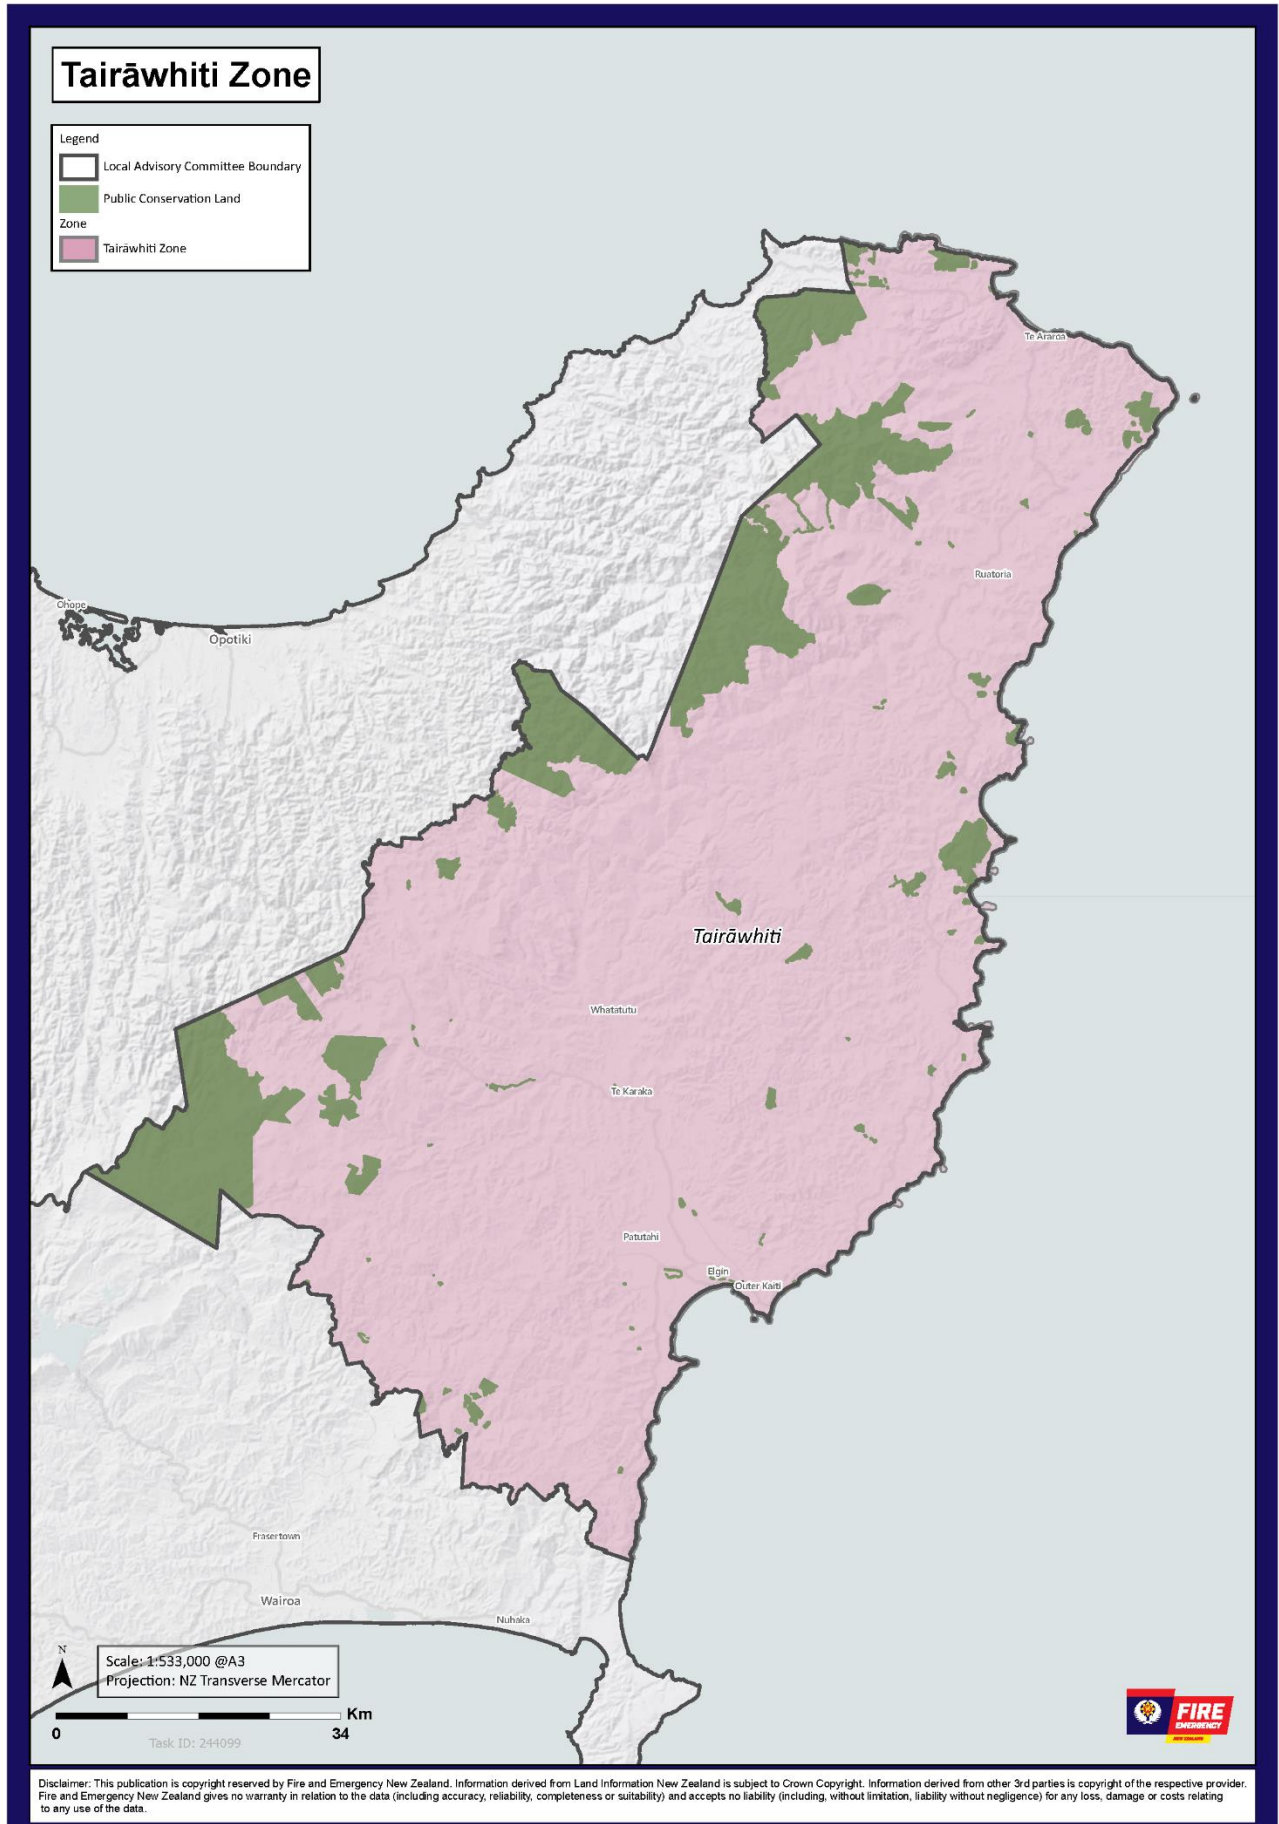 Tairāwhiti Zone
Legend
Local Advisory Committee Boundary
Public Conservation Land
Zone
Tairāwhiti Zone
Te Araroa
Ruatoria
Ohope
Opotiki
Tairāwhiti
Whatatutu
Te Karaka
Patutahi
Elgin
Outer Kaiti
Frasertown
Wairoa
Nuhaka
N
Scale: 1:533,000 @A3
Projection: NZ Transverse Mercator
Km
0 34
Task ID: 244099
FIRE
EMERGENCY
NEW ZEALAND
Disclaimer: This publication is copyright reserved by Fire and Emergency New Zealand. Information derived from Land Information New Zealand is subject to Crown Copyright. Information derived from other 3rd parties is copyright of the respective provider.
Fire and Emergency New Zealand gives no warranty in relation to the data (including accuracy, reliability, completeness or suitability) and accepts no liability (including, without limitation, liability without negligence) for any loss, damage or costs relating
to any use of the data.